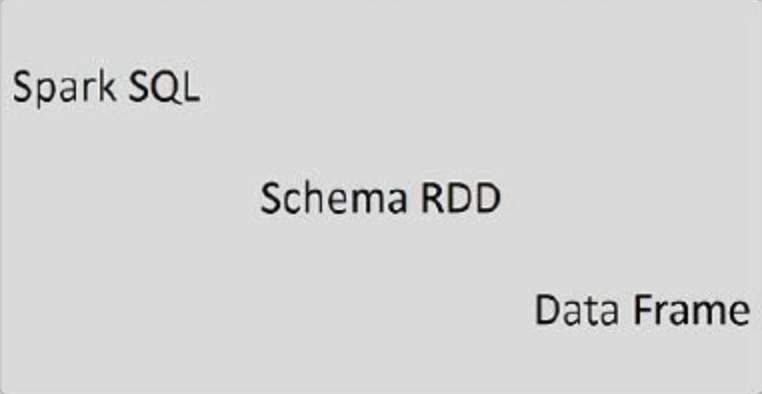 Spark SQL
Schema RDD
Data Frame